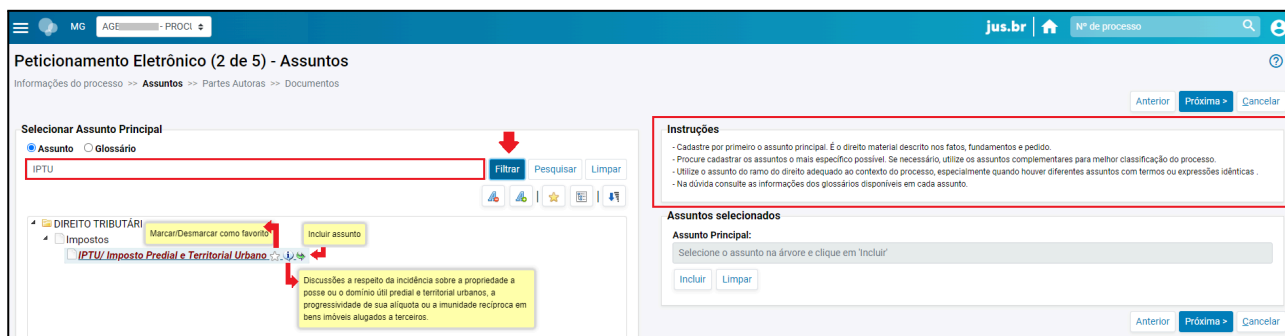 MG AGE - PROCU jus.br Nº de processo
Peticionamento Eletrônico (2 de 5) - Assuntos
Informações do processo >> Assuntos >> Partes Autoras >> Documentos
Anterior Próxima > Cancelar
Selecionar Assunto Principal
Assunto Glossário
IPTU Filtrar Pesquisar Limpar
DIREITO TRIBUTÁRI
Impostos
Marcar/Desmarcar como favorito
Incluir assunto
IPTU/ Imposto Predial e Territorial Urbano
Discussões a respeito da incidência sobre a propriedade a
posse ou o domínio útil predial e territorial urbanos, a
progressividade de sua alíquota ou a imunidade recíproca em
bens imóveis alugados a terceiros.
Instruções
- Cadastre por primeiro o assunto principal. É o direito material descrito nos fatos, fundamentos e pedido.
- Procure cadastrar os assuntos o mais específico possível. Se necessário, utilize os assuntos complementares para melhor classificação do processo.
- Utilize o assunto do ramo do direito adequado ao contexto do processo, especialmente quando houver diferentes assuntos com termos ou expressões idênticas .
- Na dúvida consulte as informações dos glossários disponíveis em cada assunto.
Assuntos selecionados
Assunto Principal:
Selecione o assunto na árvore e clique em 'Incluir'
Incluir Limpar
Anterior Próxima > Cancelar